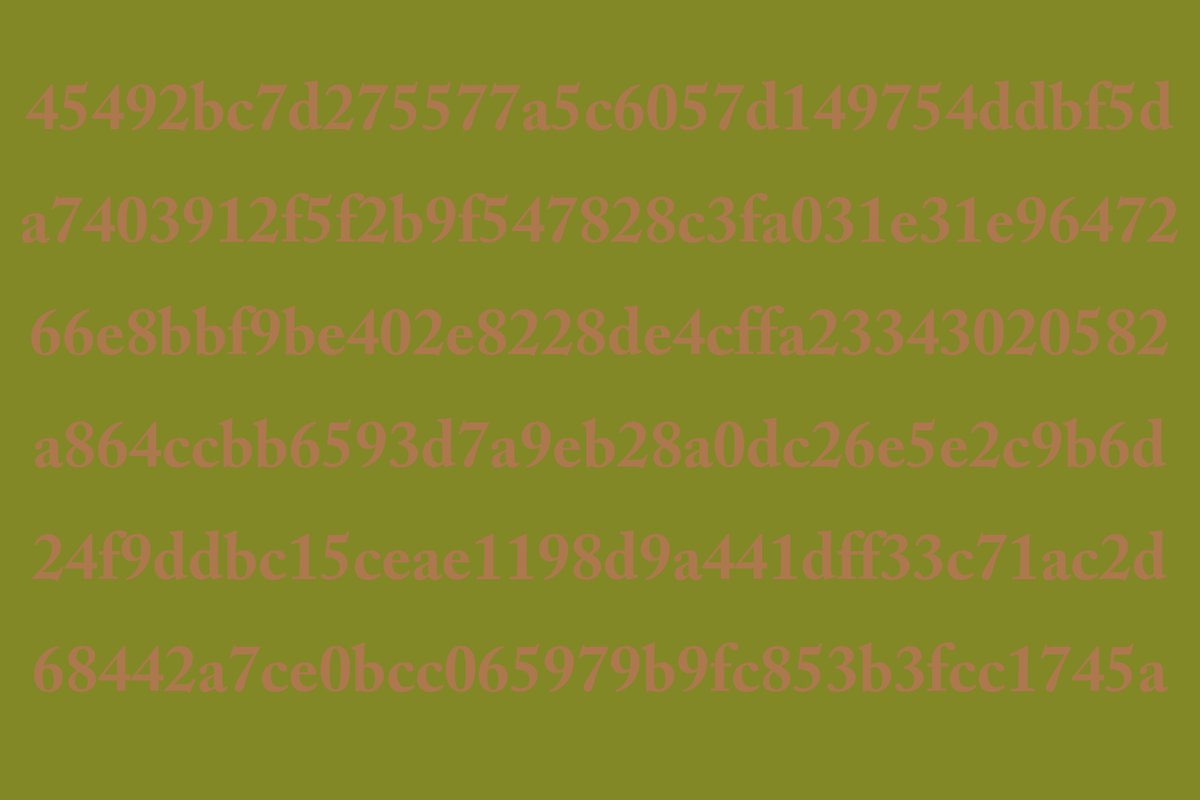 45492bc7d275577a5c6057d149754ddbf5d
a7403912f5f2b9f547828c3fa031e31e96472
66e8bbf9be402e8228de4cffa23343020582
a864ccbb6593d7a9eb28a0dc26e5e2c9b6d
24f9ddbc15ceae1198d9a441dff33c71ac2d
68442a7ce0bcc065979b9fc853b3fcc1745a